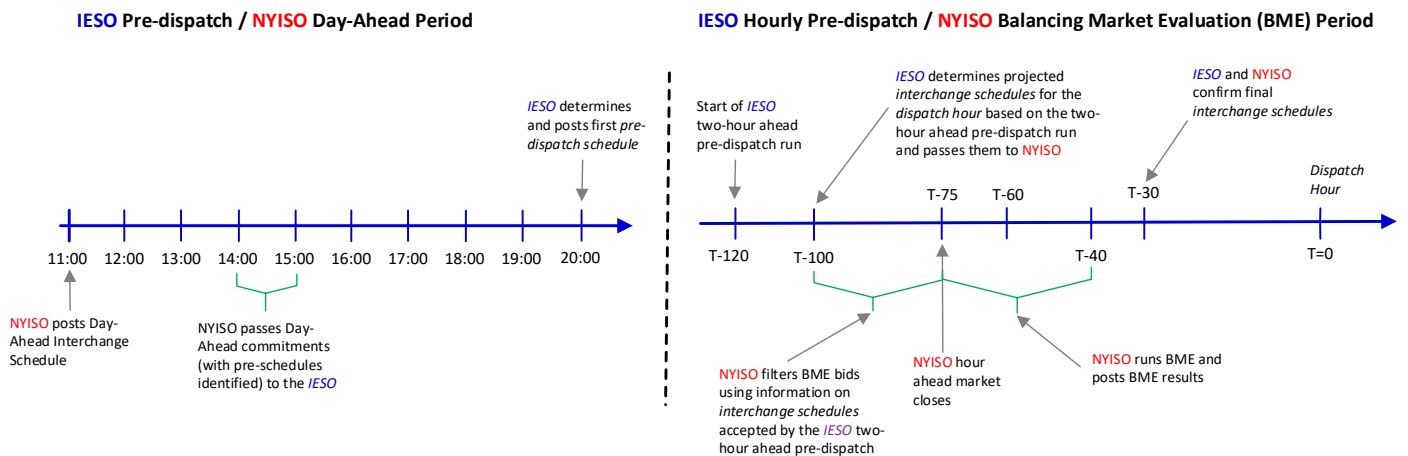 IESO Pre-dispatch / NYISO Day-Ahead Period
IESO determines
and posts first pre-
dispatch schedule
11:00 12:00 13:00 14:00 15:00 16:00 17:00 18:00 19:00 20:00
NYISO posts Day-
Ahead Interchange
Schedule
NYISO passes Day-
Ahead commitments
(with pre-schedules
identified) to the IESO
IESO Hourly Pre-dispatch / NYISO Balancing Market Evaluation (BME) Period
Start of IESO
two-hour ahead
pre-dispatch run
IESO determines projected
interchange schedules for the
dispatch hour based on the two-
hour ahead pre-dispatch run
and passes them to NYISO
IESO and NYISO
confirm final
interchange schedules
Dispatch
Hour
T-75 T-60 T-30
T-120 T-100 T-40 T=0
NYISO filters BME bids
using information on
interchange schedules
accepted by the IESO two-
hour ahead pre-dispatch
NYISO hour
ahead market
closes
NYISO runs BME and
posts BME results